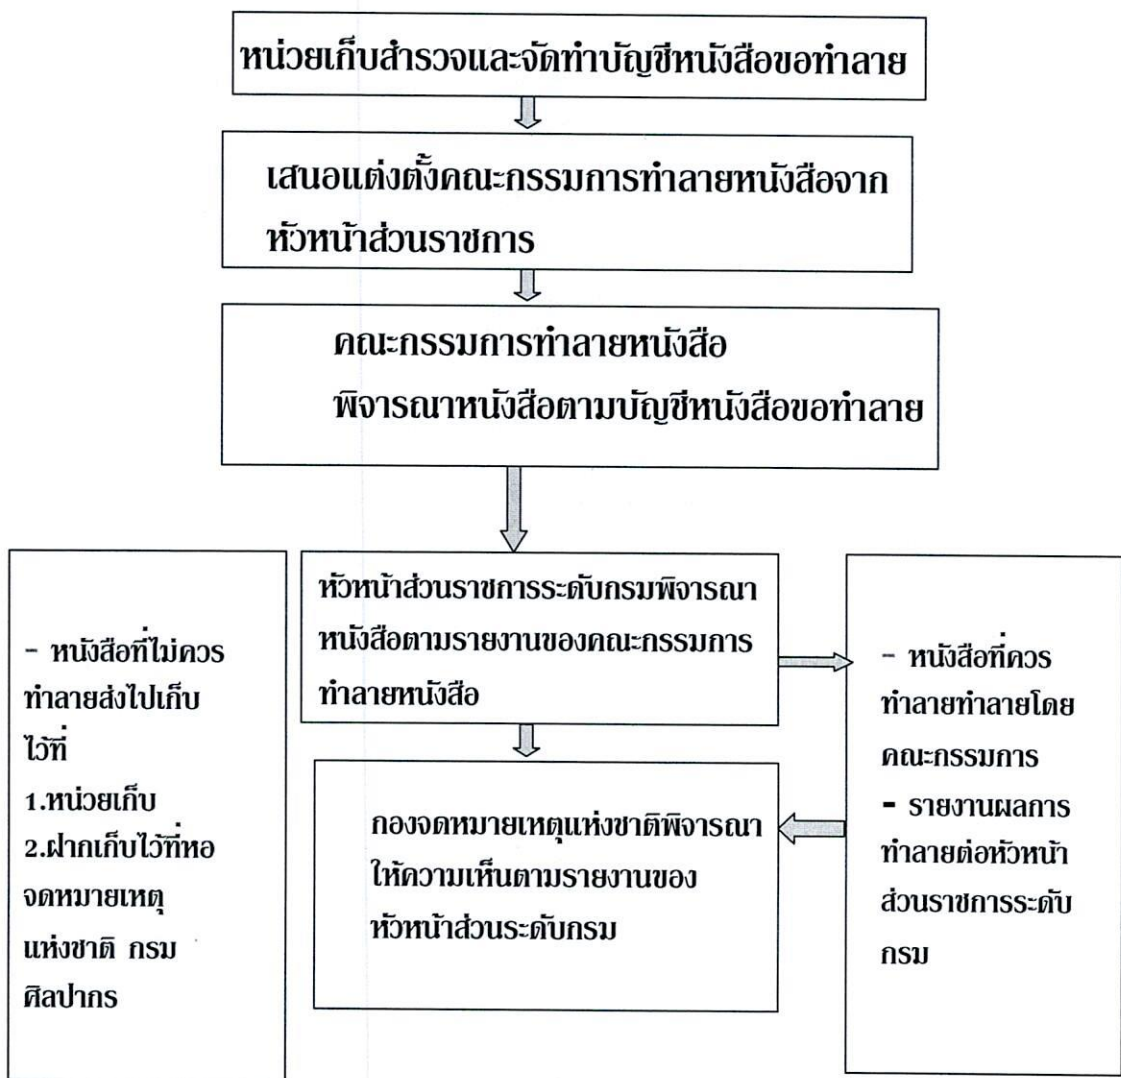 หน่วยเก็บสำรวจและจัดทำบัญชีหนังสือขอทำลาย
เสนอแต่งตั้งคณะกรรมการทำลายหนังสือจาก
หัวหน้าส่วนราชการ
คณะกรรมการทำลายหนังสือ
พิจารณาหนังสือตามบัญชีหนังสือขอทำลาย
- หนังสือที่ไม่ควร
ทำลายส่งไปเก็บ
ไว้ที่
1.หน่วยเก็บ
2.ฝากเก็บไว้ที่หอ
จดหมายเหตุ
แห่งชาติ กรม
ศิลปากร
หัวหน้าส่วนราชการระดับกรมพิจารณา
หนังสือตามรายงานของคณะกรรมการ
ทำลายหนังสือ
กองจดหมายเหตุแห่งชาติพิจารณา
ให้ความเห็นตามรายงานของ
หัวหน้าส่วนระดับกรม
- หนังสือที่ควร
ทำลายทำลายโดย
คณะกรรมการ
- รายงานผลการ
ทำลายต่อหัวหน้า
ส่วนราชการระดับ
กรม